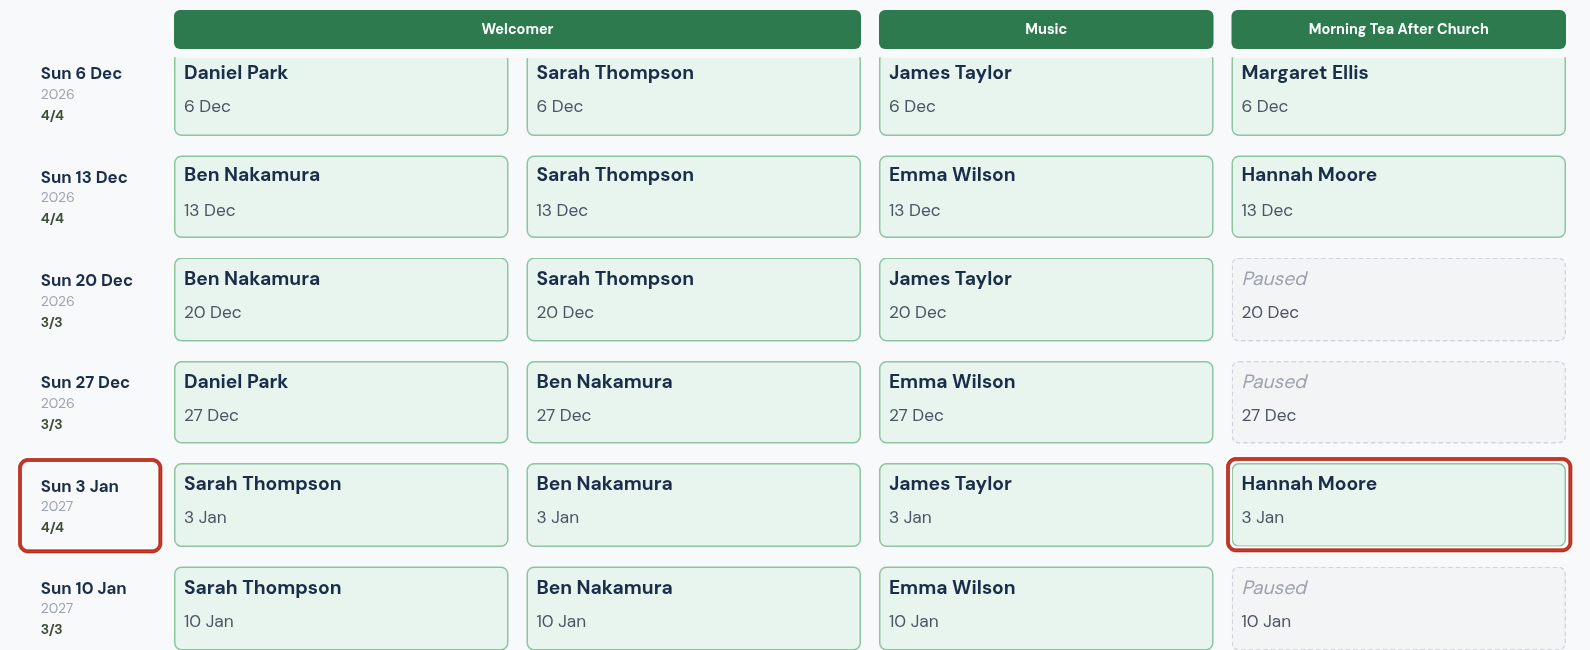 Welcomer
Music
Morning Tea After Church
Sun 6 Dec
2026
4/4
Daniel Park
6 Dec
Sarah Thompson
6 Dec
James Taylor
6 Dec
Margaret Ellis
6 Dec
Sun 13 Dec
2026
4/4
Ben Nakamura
13 Dec
Sarah Thompson
13 Dec
Emma Wilson
13 Dec
Hannah Moore
13 Dec
Sun 20 Dec
2026
3/3
Ben Nakamura
20 Dec
Sarah Thompson
20 Dec
James Taylor
20 Dec
Paused
20 Dec
Sun 27 Dec
2026
3/3
Daniel Park
27 Dec
Ben Nakamura
27 Dec
Emma Wilson
27 Dec
Paused
27 Dec
Sun 3 Jan
2027
4/4
Sarah Thompson
3 Jan
Ben Nakamura
3 Jan
James Taylor
3 Jan
Hannah Moore
3 Jan
Sun 10 Jan
2027
3/3
Sarah Thompson
10 Jan
Ben Nakamura
10 Jan
Emma Wilson
10 Jan
Paused
10 Jan